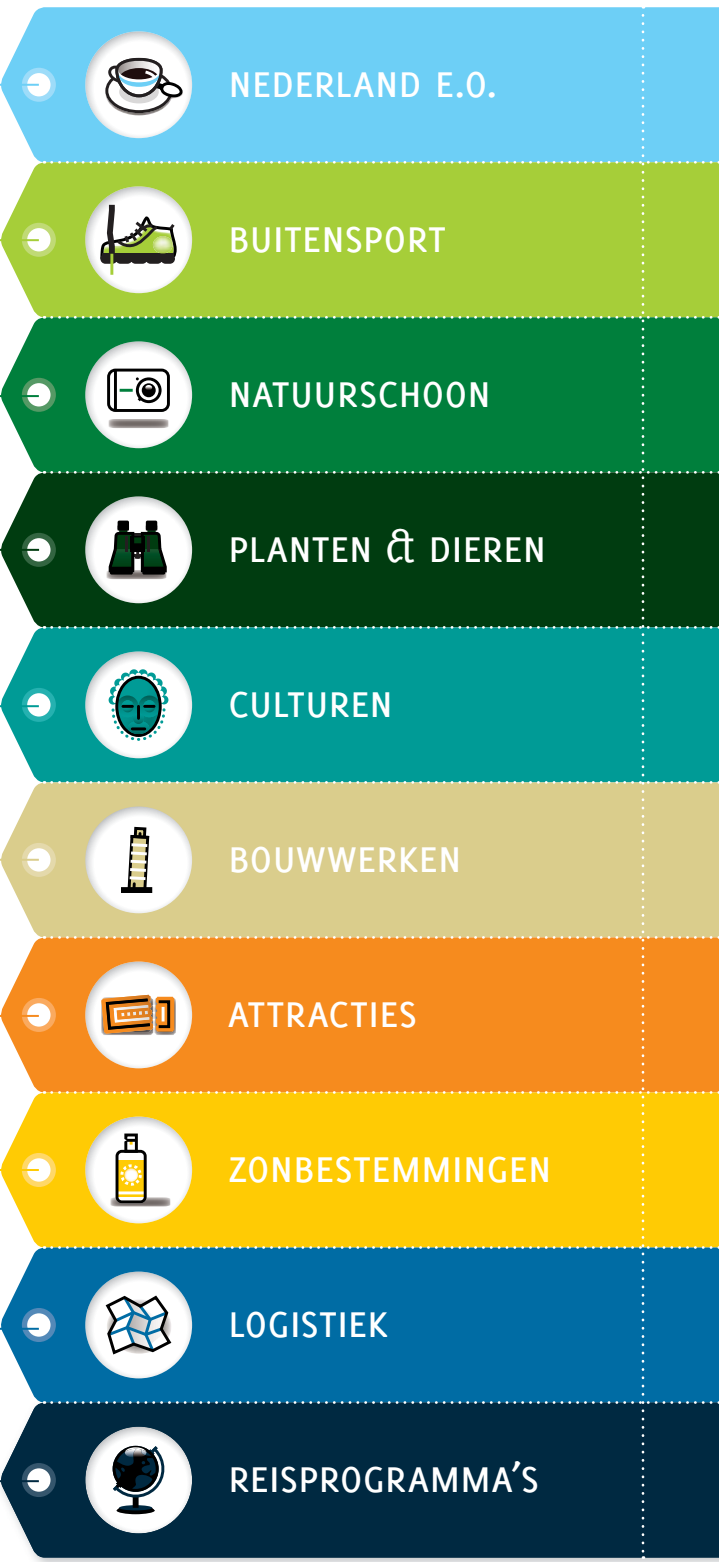 NEDERLAND E.O.
BUITENSPORT
NATUURSCHOON
PLANTEN & DIEREN
CULTUREN
BOUWWERKEN
ATTRACTIES
ZONBESTEMMINGEN
LOGISTIEK
REISPROGRAMMA'S